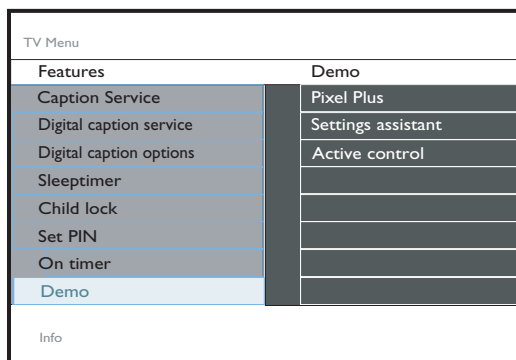 TV Menu
Features Demo
Caption Service Pixel Plus
Digital caption service Settings assistant
Digital caption options Active control
Sleeptimer
Child lock
Set PIN
On timer
Demo
Info